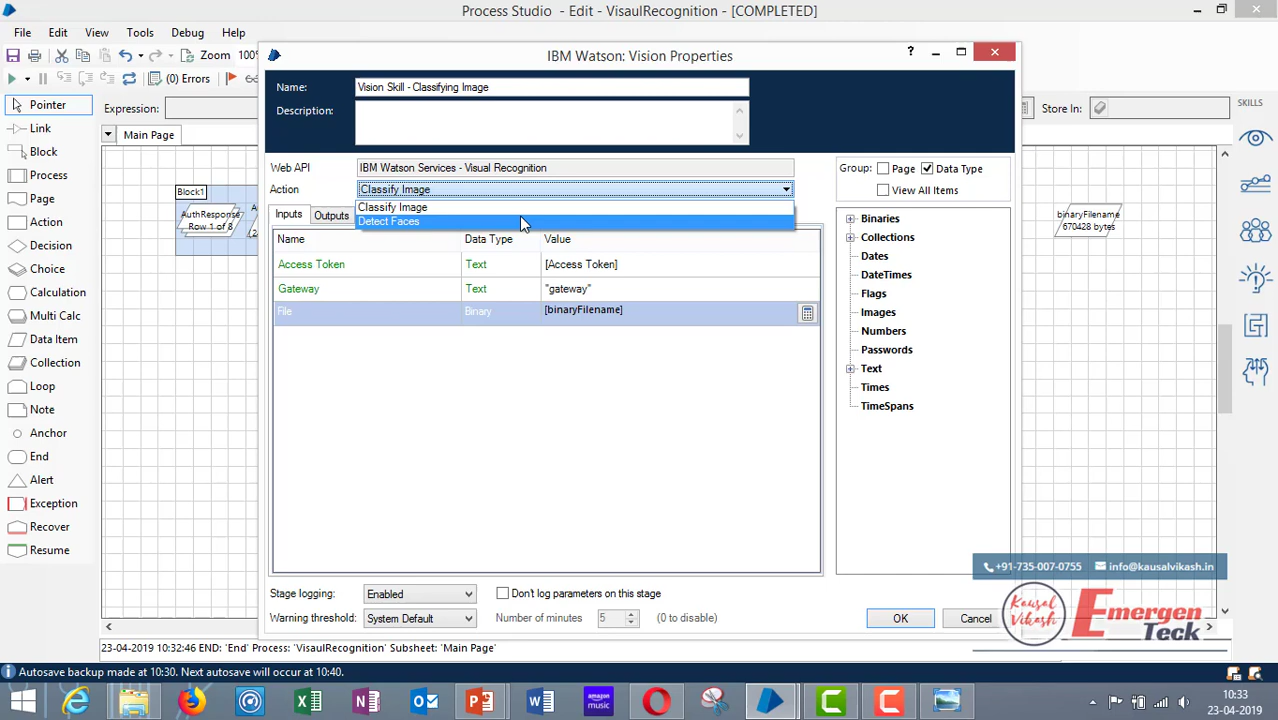 Process Studio - Edit - VisaulRecognition - [COMPLETED]
File Edit View Tools Debug Help
Zoom 100%
(0) Errors
IBM Watson: Vision Properties
?
Name: Vision Skill - Classifying Image
Description:
Web API IBM Watson Services - Visual Recognition
Action Classify Image
Classify Image
Detect Faces
Inputs Outputs
Name Data Type Value
Access Token Text [Access Token]
Gateway Text "gateway"
File Binary [binaryFilename]
Group: Page Data Type
View All Items
Binaries
Collections
Dates
DateTimes
Flags
Images
Numbers
Passwords
Text
Times
TimeSpans
Stage logging: Enabled
Don't log parameters on this stage
Warning threshold: System Default
Number of minutes 5 (0 to disable)
OK Cancel
Expression:
Store In:
SKILLS
Main Page
Pointer
Link
Block
Process
Page
Action
Decision
Choice
Calculation
Multi Calc
Data Item
Collection
Loop
Note
Anchor
End
Alert
Exception
Recover
Resume
Block1
AuthResponse
Row 1 of 8
binaryFilename
670428 bytes
+91-735-007-0755 info@kausalvikash.in
Kausal
Vikash
Emergen
Teck
23-04-2019 10:32:46 END: 'End' Process: 'VisaulRecognition' Subsheet: 'Main Page'
Autosave backup made at 10:30. Next autosave will occur at 10:40.
amazon
music
10:33
23-04-2019